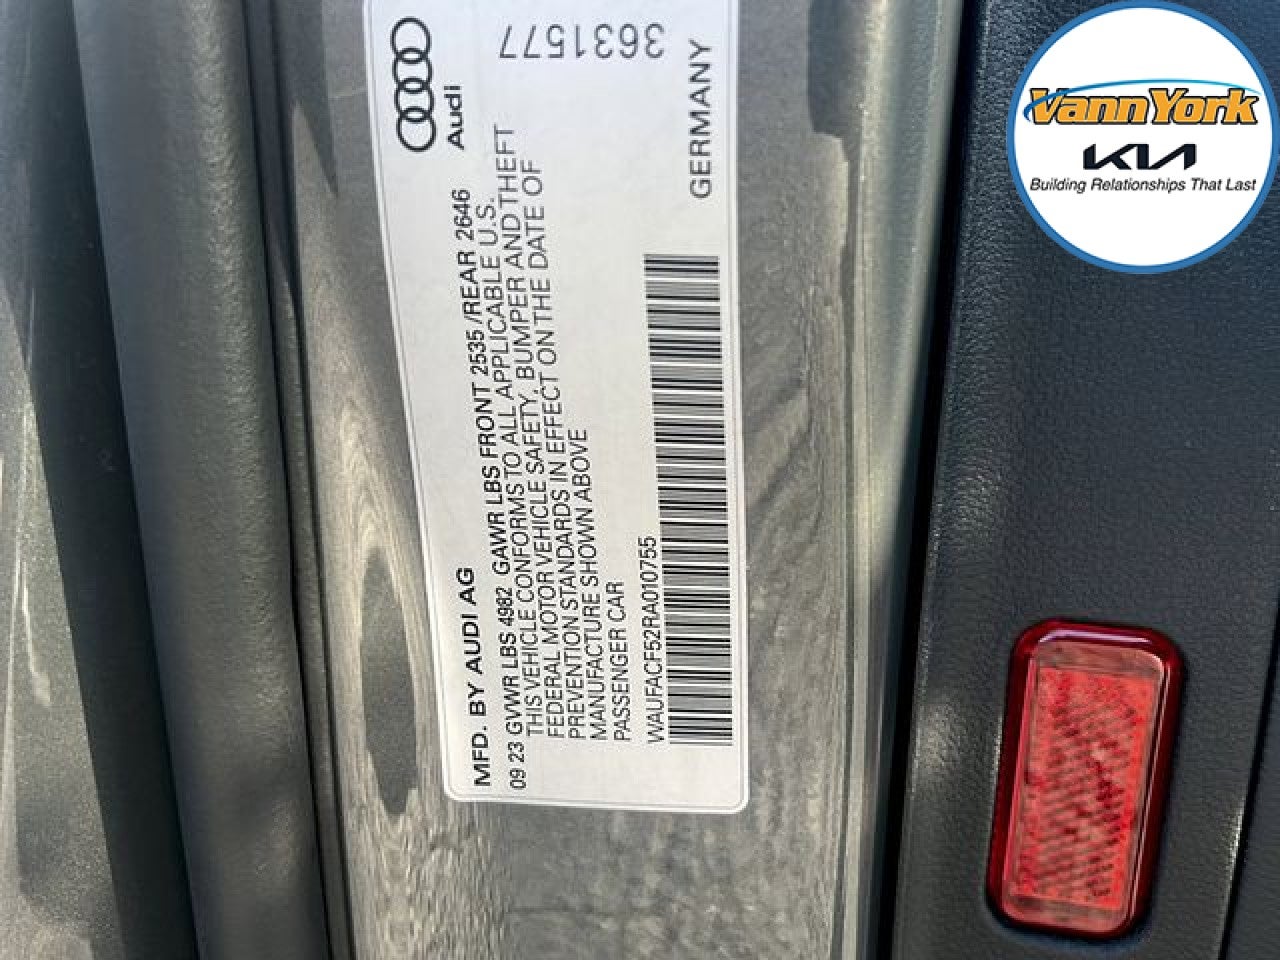 Audi
3631577
GERMANY
MFD. BY AUDI AG
09 23 GVWR LBS 4982 GAWR LBS FRONT 2535 /REAR 2646
THIS VEHICLE CONFORMS TO ALL APPLICABLE U.S.
FEDERAL MOTOR VEHICLE SAFETY, BUMPER AND THEFT
PREVENTION STANDARDS IN EFFECT ON THE DATE OF
MANUFACTURE SHOWN ABOVE
PASSENGER CAR
WAUFACF52RA010755
VannYork
KIA
Building Relationships That Last